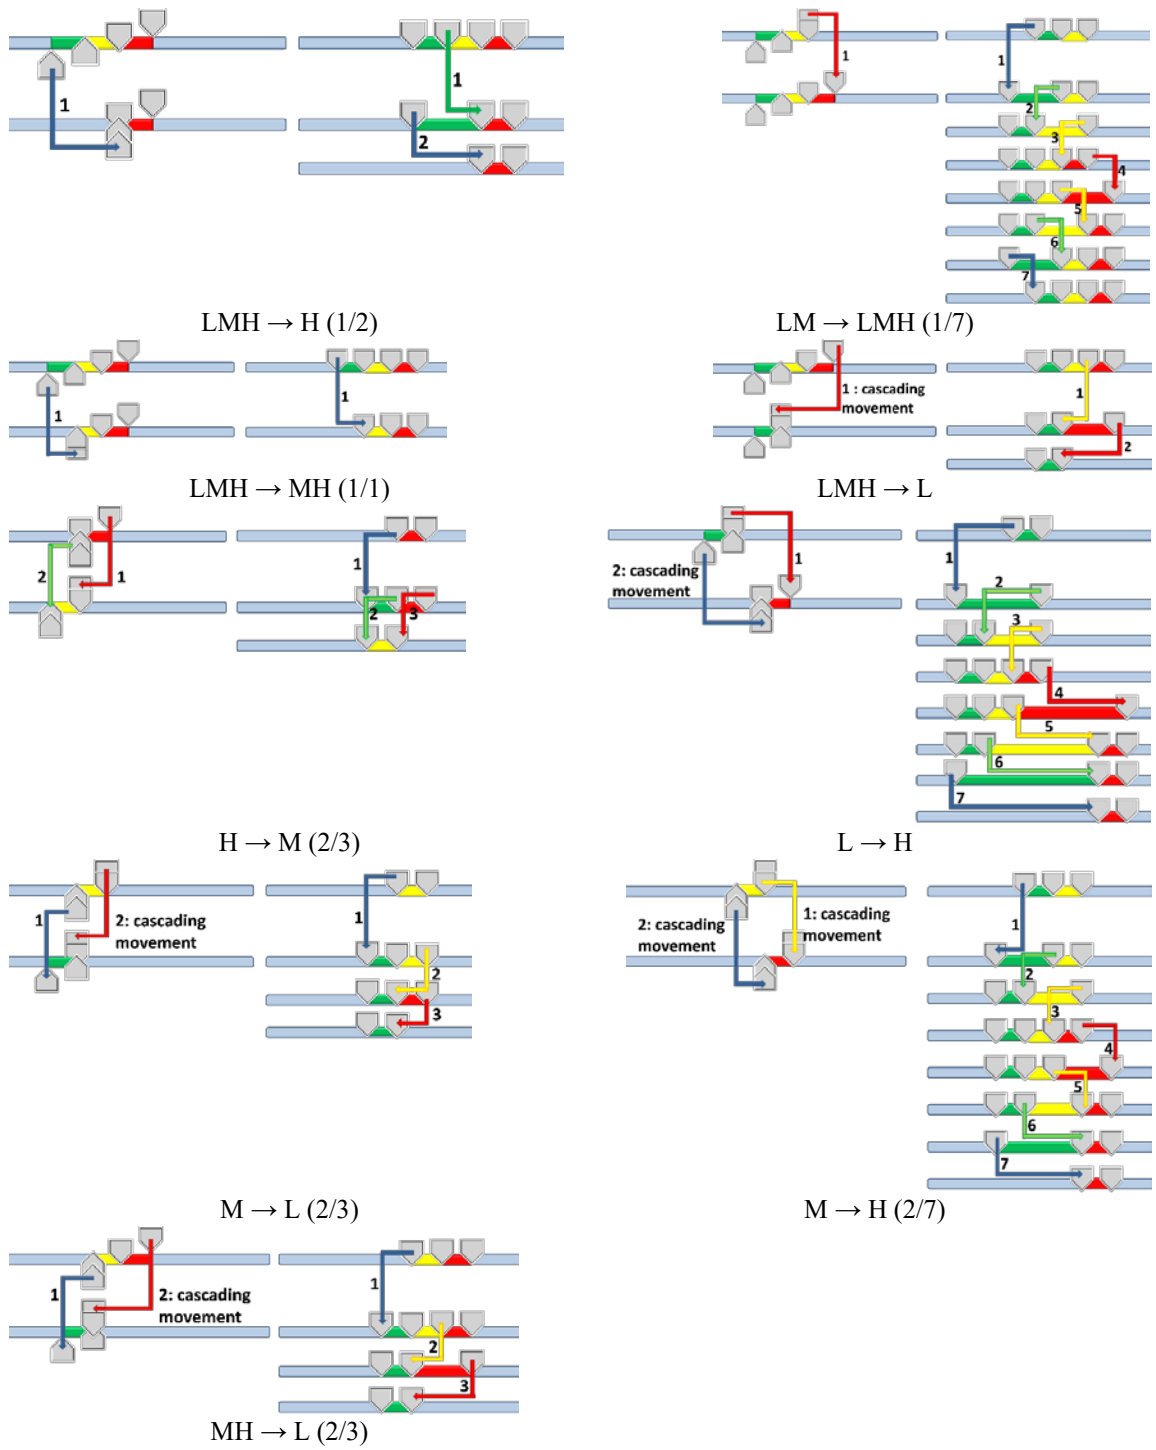 1
1
2
LMH → H (1/2)
1
1
2
3
4
5
6
7
LM → LMH (1/7)
1
1
LMH → MH (1/1)
1 : cascading
movement
1
2
LMH → L
2
1
1
2
3
H → M (2/3)
2: cascading
movement
1
1
2
3
4
5
6
7
L → H
1
2: cascading
movement
1
2
3
M → L (2/3)
2: cascading
movement
1: cascading
movement
1
2
3
4
5
6
7
M → H (2/7)
1
2: cascading
movement
1
2
3
MH → L (2/3)